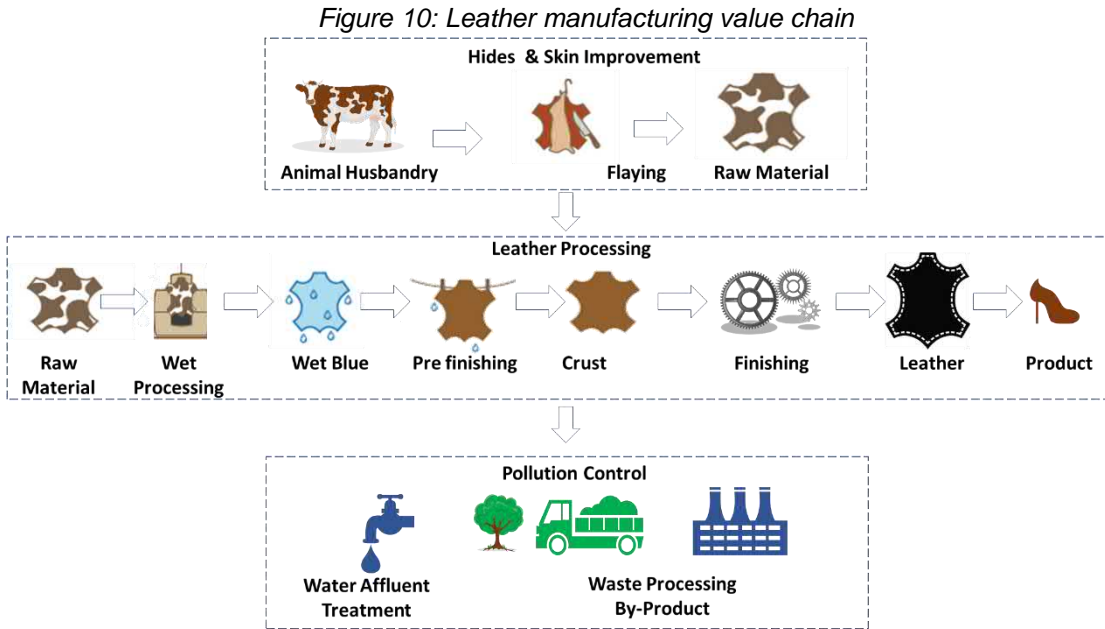 Figure 10: Leather manufacturing value chain
Hides & Skin Improvement
Animal Husbandry
Flaying
Raw Material
Leather Processing
Raw
Material
Wet
Processing
Wet Blue
Pre finishing
Crust
Finishing
Leather
Product
Pollution Control
Water Affluent
Treatment
Waste Processing
By-Product